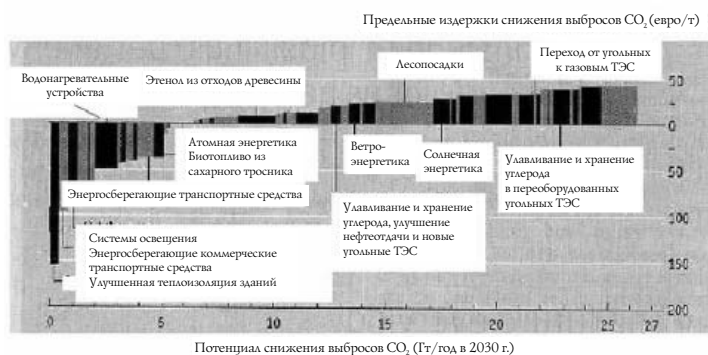 Предельные издержки снижения выбросов CO₂ (евро/т)
Водонагревательные
устройства
Этенол из отходов древесины
Лесопосадки
Переход от угольных
к газовым ТЭС
50
0
50
100
150
200
Атомная энергетика
Биотопливо из
сахарного тросника
Ветро-
энергетика
Солнечная
энергетика
Улавливание и хранение
углерода
в переоборудованных
угольных ТЭС
Энергосберегающие транспортные средства
Улавливание и хранение
углерода, улучшение
нефтеотдачи и новые
угольные ТЭС
Системы освещения
Энергосберегающие коммерческие
транспортные средства
Улучшенная теплоизоляция зданий
0 5 10 15 20 25 27
Потенциал снижения выбросов CO₂ (Гт/год в 2030 г.)